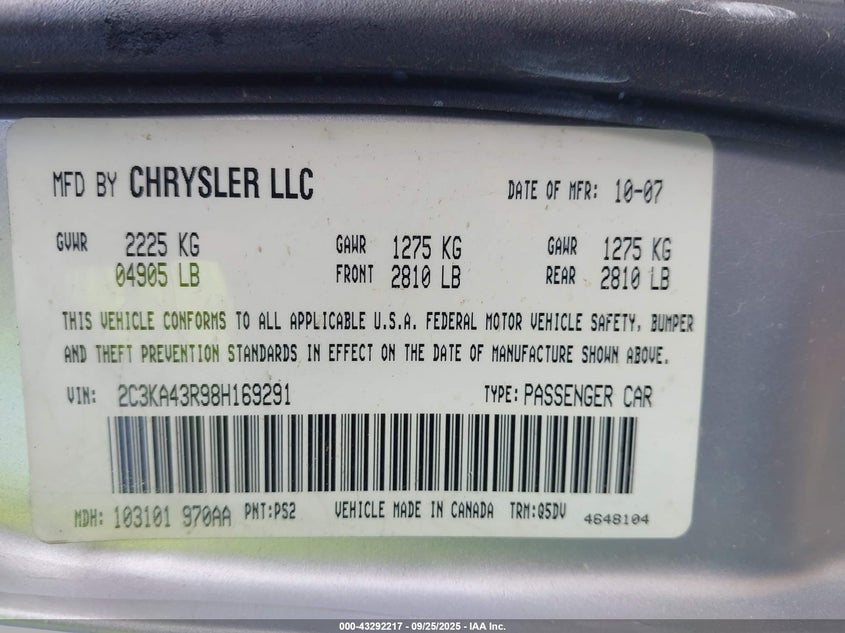 MFD BY CHRYSLER LLC DATE OF MFR: 10-07
GVWR 2225 KG GAWR 1275 KG GAWR 1275 KG
04905 LB FRONT 2810 LB REAR 2810 LB
THIS VEHICLE CONFORMS TO ALL APPLICABLE U.S.A. FEDERAL MOTOR VEHICLE SAFETY, BUMPER
AND THEFT PREVENTION STANDARDS IN EFFECT ON THE DATE OF MANUFACTURE SHOWN ABOVE.
VIN: 2C3KA43R98H169291 TYPE: PASSENGER CAR
MDH: 103101 970AA PNT:PS2 VEHICLE MADE IN CANADA TRM:Q5DV 4648104
000-43292217 - 09/25/2025 - IAA Inc.